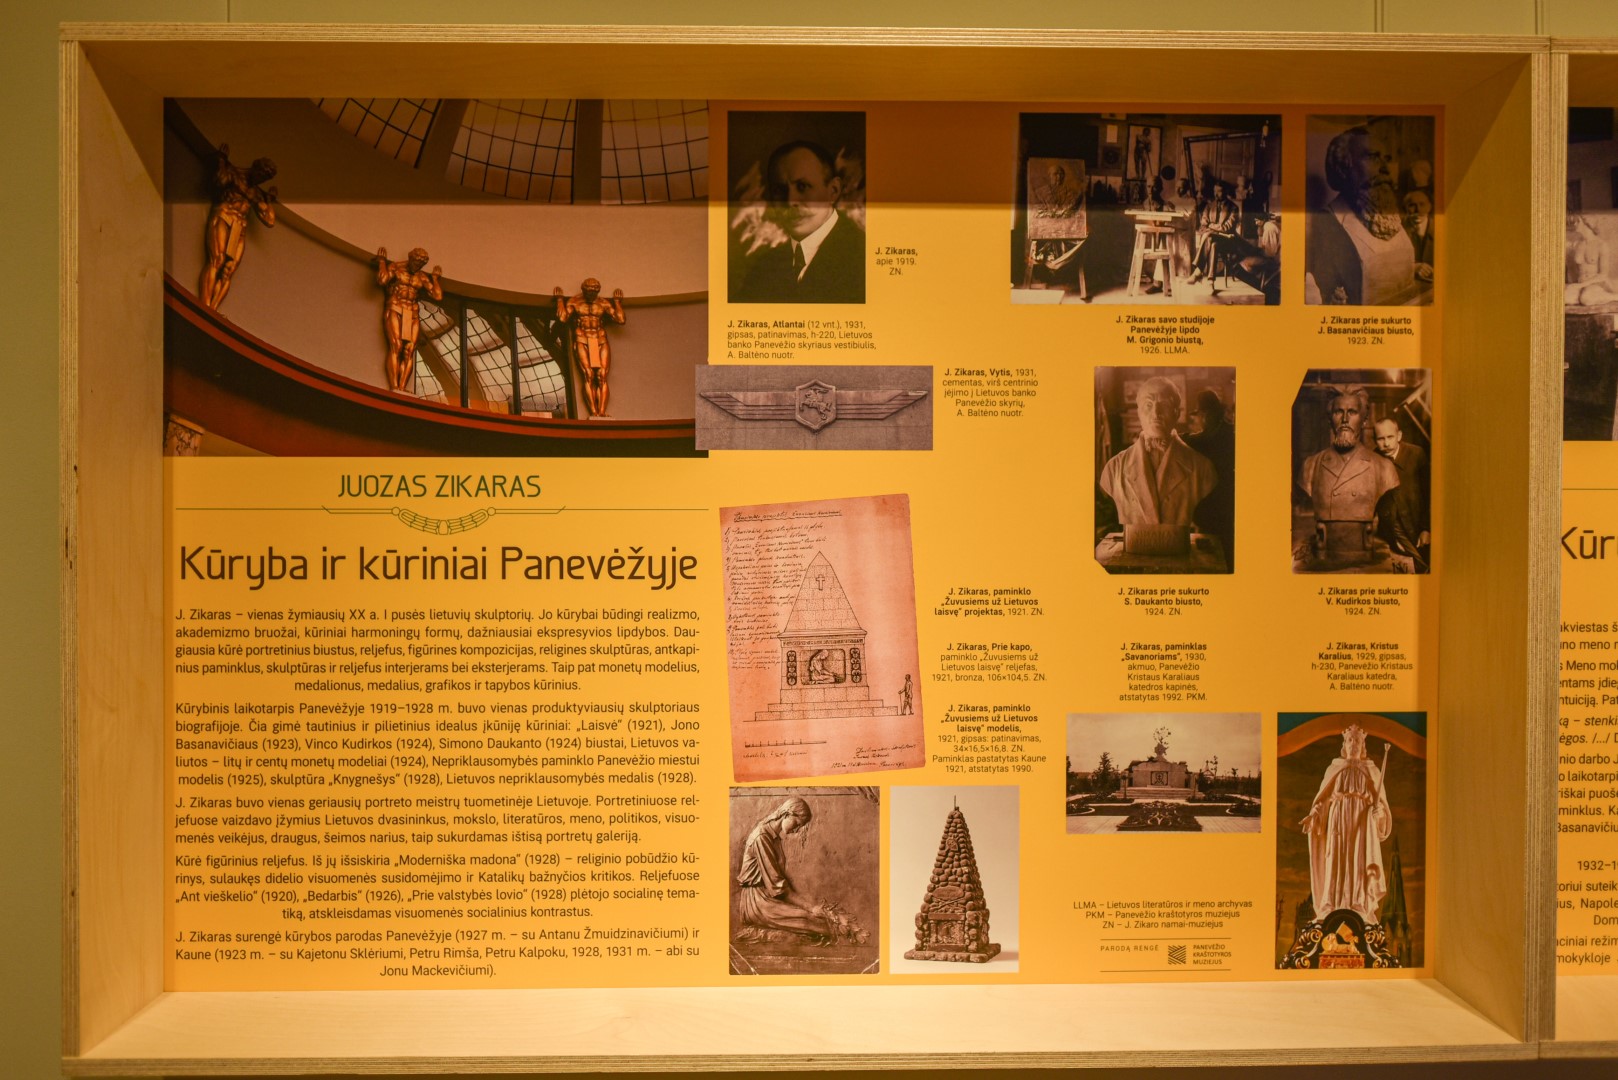 JUOZAS ZIKARAS
Kūryba ir kūriniai Panevėžyje
J. Zikaras – vienas žymiausių XX a. I pusės lietuvių skulptorių. Jo kūrybai būdingi realizmo,
akademizmo bruožai, kūriniai harmoningų formų, dažniausiai ekspresyvios lipdybos. Dau-
giausia kūrė portretinius biustus, reljefus, figūrines kompozicijas, religines skulptūras, antkapi-
nius paminklus, skulptūras ir reljefus interjerams bei eksterjerams. Taip pat monetų modelius,
medalionus, medalius, grafikos ir tapybos kūrinius.
Kūrybinis laikotarpis Panevėžyje 1919–1928 m. buvo vienas produktyviausių skulptoriaus
biografijoje. Čia gimė tautinius ir pilietinius idealus įkūniję kūriniai: „Laisvė“ (1921), Jono
Basanavičiaus (1923), Vinco Kudirkos (1924), Simono Daukanto (1924) biustai, Lietuvos va-
liutos – litų ir centų monetų modeliai (1924), Nepriklausomybės paminklo Panevėžio miestui
modelis (1925), skulptūra „Knygnešys“ (1928), Lietuvos nepriklausomybės medalis (1928).
J. Zikaras buvo vienas geriausių portreto meistrų tuometinėje Lietuvoje. Portretiniuose rel-
jefuose vaizdavo įžymius Lietuvos dvasininkus, mokslo, literatūros, meno, politikos, visuo-
menės veikėjus, draugus, šeimos narius, taip sukurdamas ištisą portretų galeriją.
Kūrė figūrinius reljefus. Iš jų išsiskiria „Moderniška madona“ (1928) – religinio pobūdžio kū-
rinys, sulaukęs didelio visuomenės susidomėjimo ir Katalikų bažnyčios kritikos. Reljefuose
„Ant vieškelio“ (1920), „Bedarbis“ (1926), „Prie valstybės lovio“ (1928) plėtojo socialinę tema-
tiką, atskleisdamas visuomenės socialinius kontrastus.
J. Zikaras surengė kūrybos parodas Panevėžyje (1927 m. – su Antanu Žmuidzinavičiumi) ir
Kaune (1923 m. – su Kajetonu Sklėriumi, Petru Rimša, Petru Kalpoku, 1928, 1931 m. – abi su
Jonu Mackevičiumi).
J. Zikaras,
apie 1919.
ZN.
J. Zikaras, Atlantai (12 vnt.), 1931,
gipsas, patinavimas, h-220, Lietuvos
banko Panevėžio skyriaus vestibiulis,
A. Baltėno nuotr.
J. Zikaras, Vytis, 1931,
cementas, virš centrinio
įėjimo į Lietuvos banko
Panevėžio skyrių,
A. Baltėno nuotr.
J. Zikaras savo studijoje
Panevėžyje lipdo
M. Grigonio biustą,
1926. LLMA.
J. Zikaras prie sukurto
J. Basanavičiaus biusto,
1923. ZN.
J. Zikaras, paminklo
„Žuvusiems už Lietuvos
laisvę“ projektas, 1921. ZN.
J. Zikaras, Prie kapo,
paminklo „Žuvusiems už
Lietuvos laisvę“ reljefas,
1921, bronza, 106×104,5. ZN.
J. Zikaras, paminklo
„Žuvusiems už Lietuvos
laisvę“ modelis,
1921, gipsas: patinavimas,
34×16,5×16,8. ZN.
Paminklas pastatytas Kaune
1921, atstatytas 1990.
J. Zikaras prie sukurto
S. Daukanto biusto,
1924. ZN.
J. Zikaras prie sukurto
V. Kudirkos biusto,
1924. ZN.
J. Zikaras, paminklas
„Savanoriams“, 1930,
akmuo, Panevėžio
Kristaus Karaliaus
katedros kapinės,
atstatytas 1992. PKM.
J. Zikaras, Kristus
Karalius, 1929, gipsas,
h-230, Panevėžio Kristaus
Karaliaus katedra,
A. Baltėno nuotr.
LLMA – Lietuvos literatūros ir meno archyvas
PKM – Panevėžio kraštotyros muziejus
ZN – J. Zikaro namai-muziejus
PARODĄ RENGĖ
PANEVĖŽIO
KRAŠTOTYROS
MUZIEJUS
Kūr
1932–1